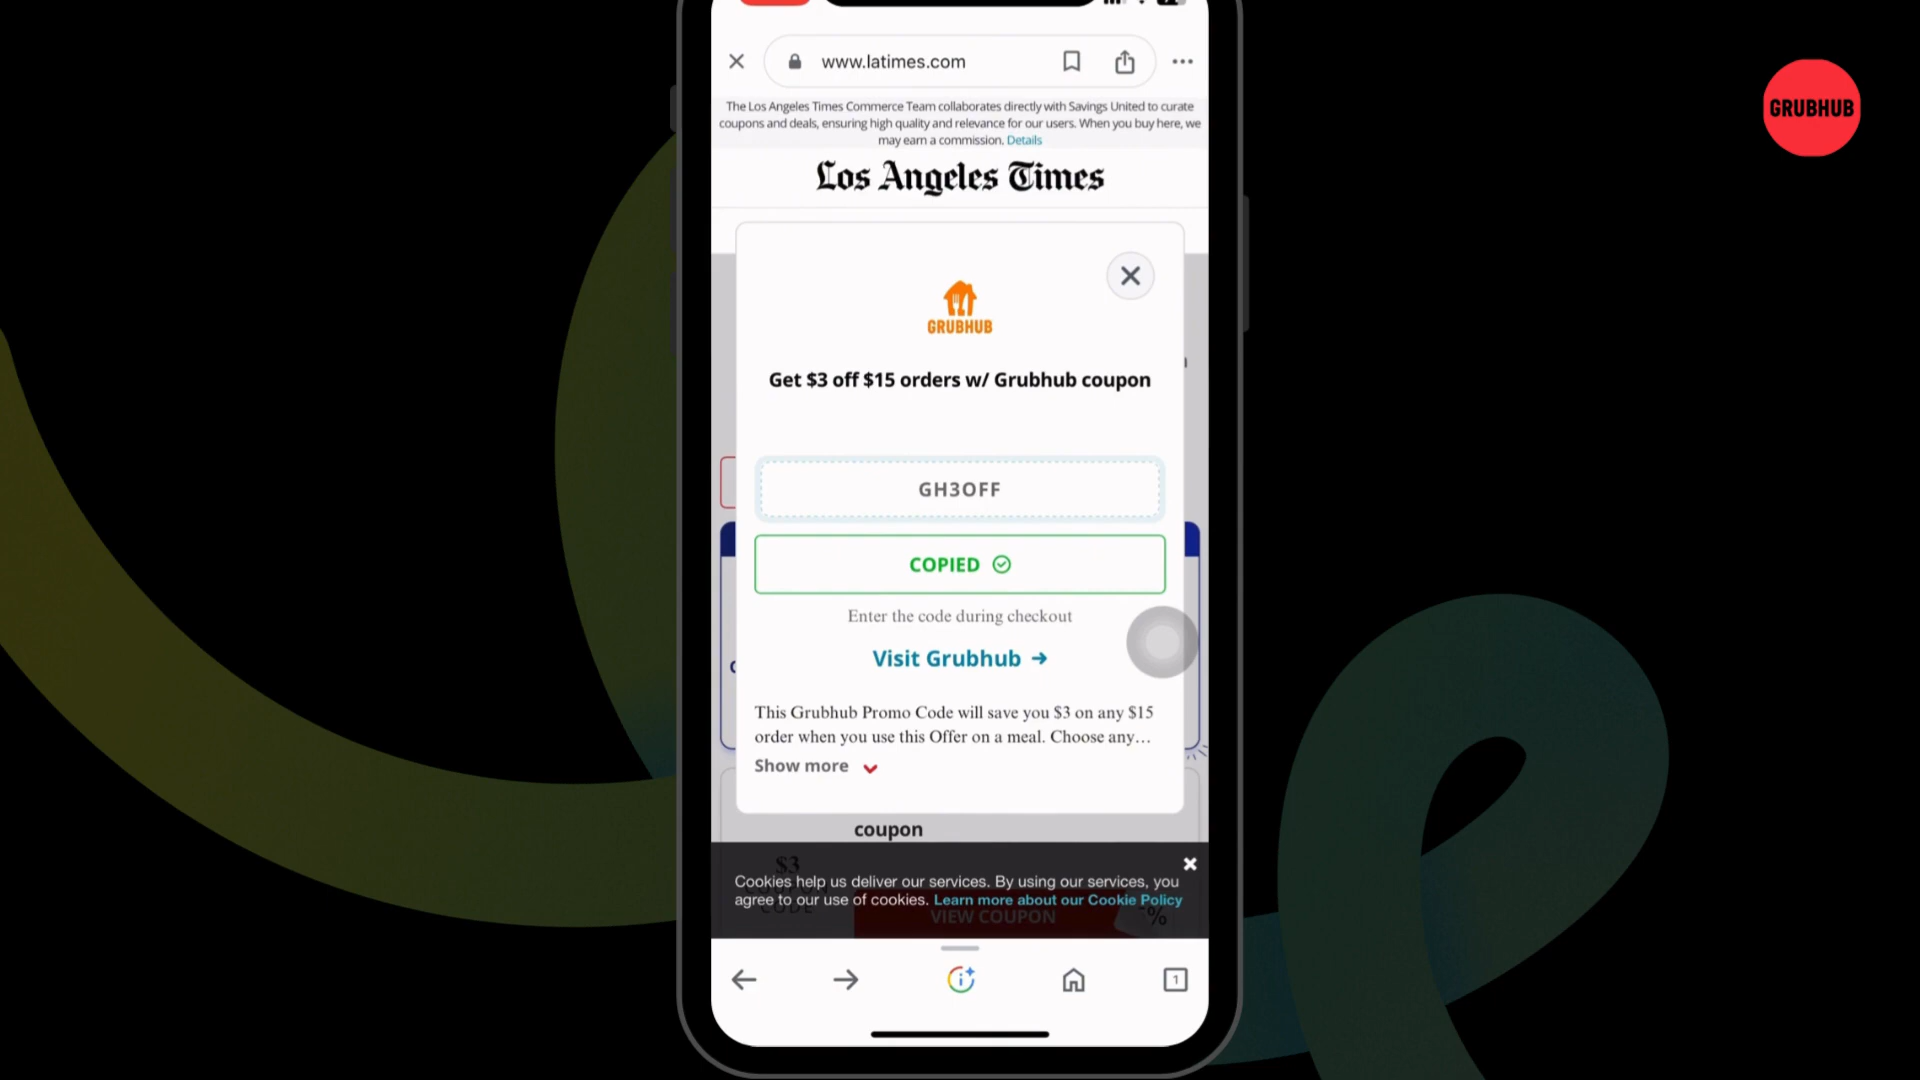 www.latimes.com
The Los Angeles Times Commerce Team collaborates directly with Savings United to curate
coupons and deals, ensuring high quality and relevance for our users. When you buy here, we
may earn a commission. Details
Los Angeles Times
GRUBHUB
GRUBHUB
Get $3 off $15 orders w/ Grubhub coupon
GH3OFF
COPIED
Enter the code during checkout
Visit Grubhub
This Grubhub Promo Code will save you $3 on any $15
order when you use this Offer on a meal. Choose any...
Show more
coupon
$3
COUPON
CODE
Cookies help us deliver our services. By using our services, you
agree to our use of cookies. Learn more about our Cookie Policy
VIEW COUPON
%
1